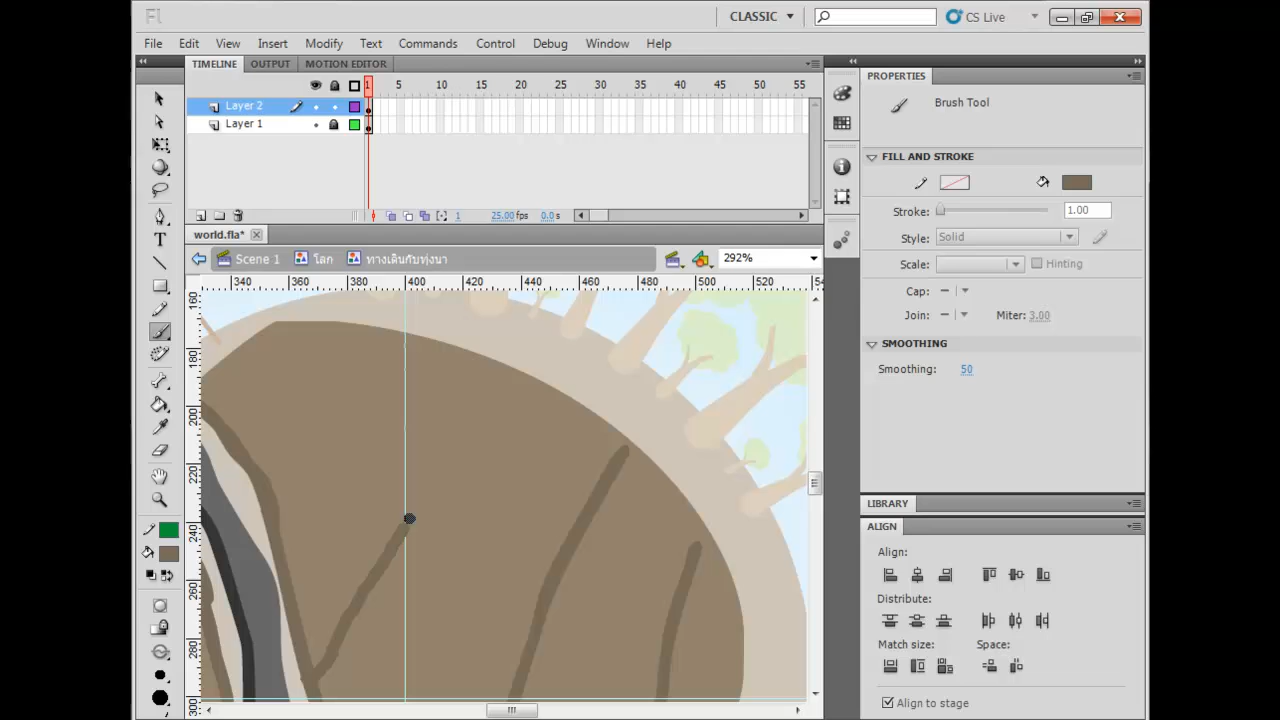 Fl CLASSIC CS Live
File Edit View Insert Modify Text Commands Control Debug Window Help
TIMELINE OUTPUT MOTION EDITOR PROPERTIES
1 5 10 15 20 25 30 35 40 45 50 55
Layer 2
Layer 1
Brush Tool
FILL AND STROKE
Stroke: 1.00
Style: Solid
Scale: Hinting
Cap:
Join: Miter: 3.00
SMOOTHING
Smoothing: 50
1 25.00 fps 0.0 s
world.fla*
Scene 1 โลก ทางเดินกับทุ่งนา 292%
340 360 380 400 420 440 460 480 500 520 54
160
180
200
220
240
260
280
300
LIBRARY
ALIGN
Align:
Distribute:
Match size: Space:
Align to stage